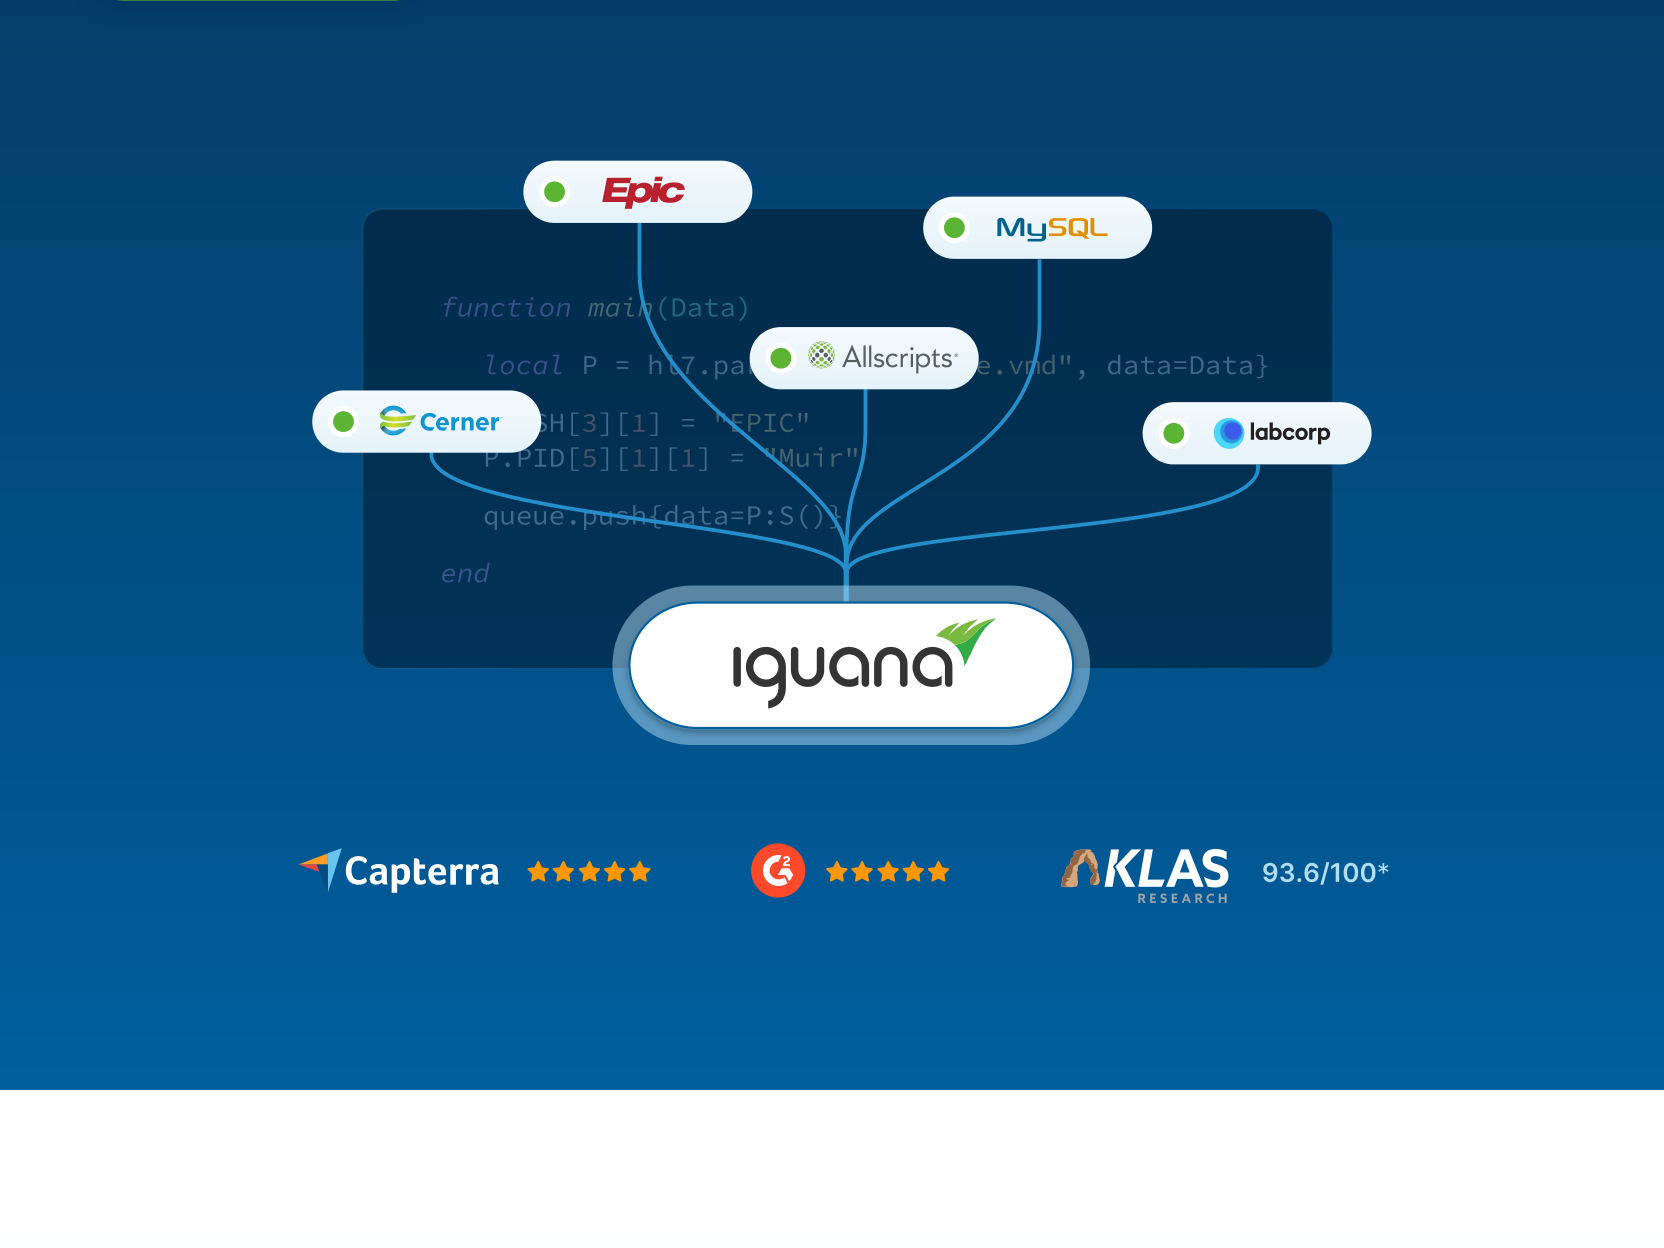 Epic
MySQL
function main(Data)
Allscripts
local P = hl7.pa e.vmd", data=Data}
Cerner
SH[3][1] = "EPIC"
labcorp
P.PID[5][1][1] = "Muir"
queue.push{data=P:S()}
end
iguana
Capterra
G2
KLAS
RESEARCH
93.6/100*